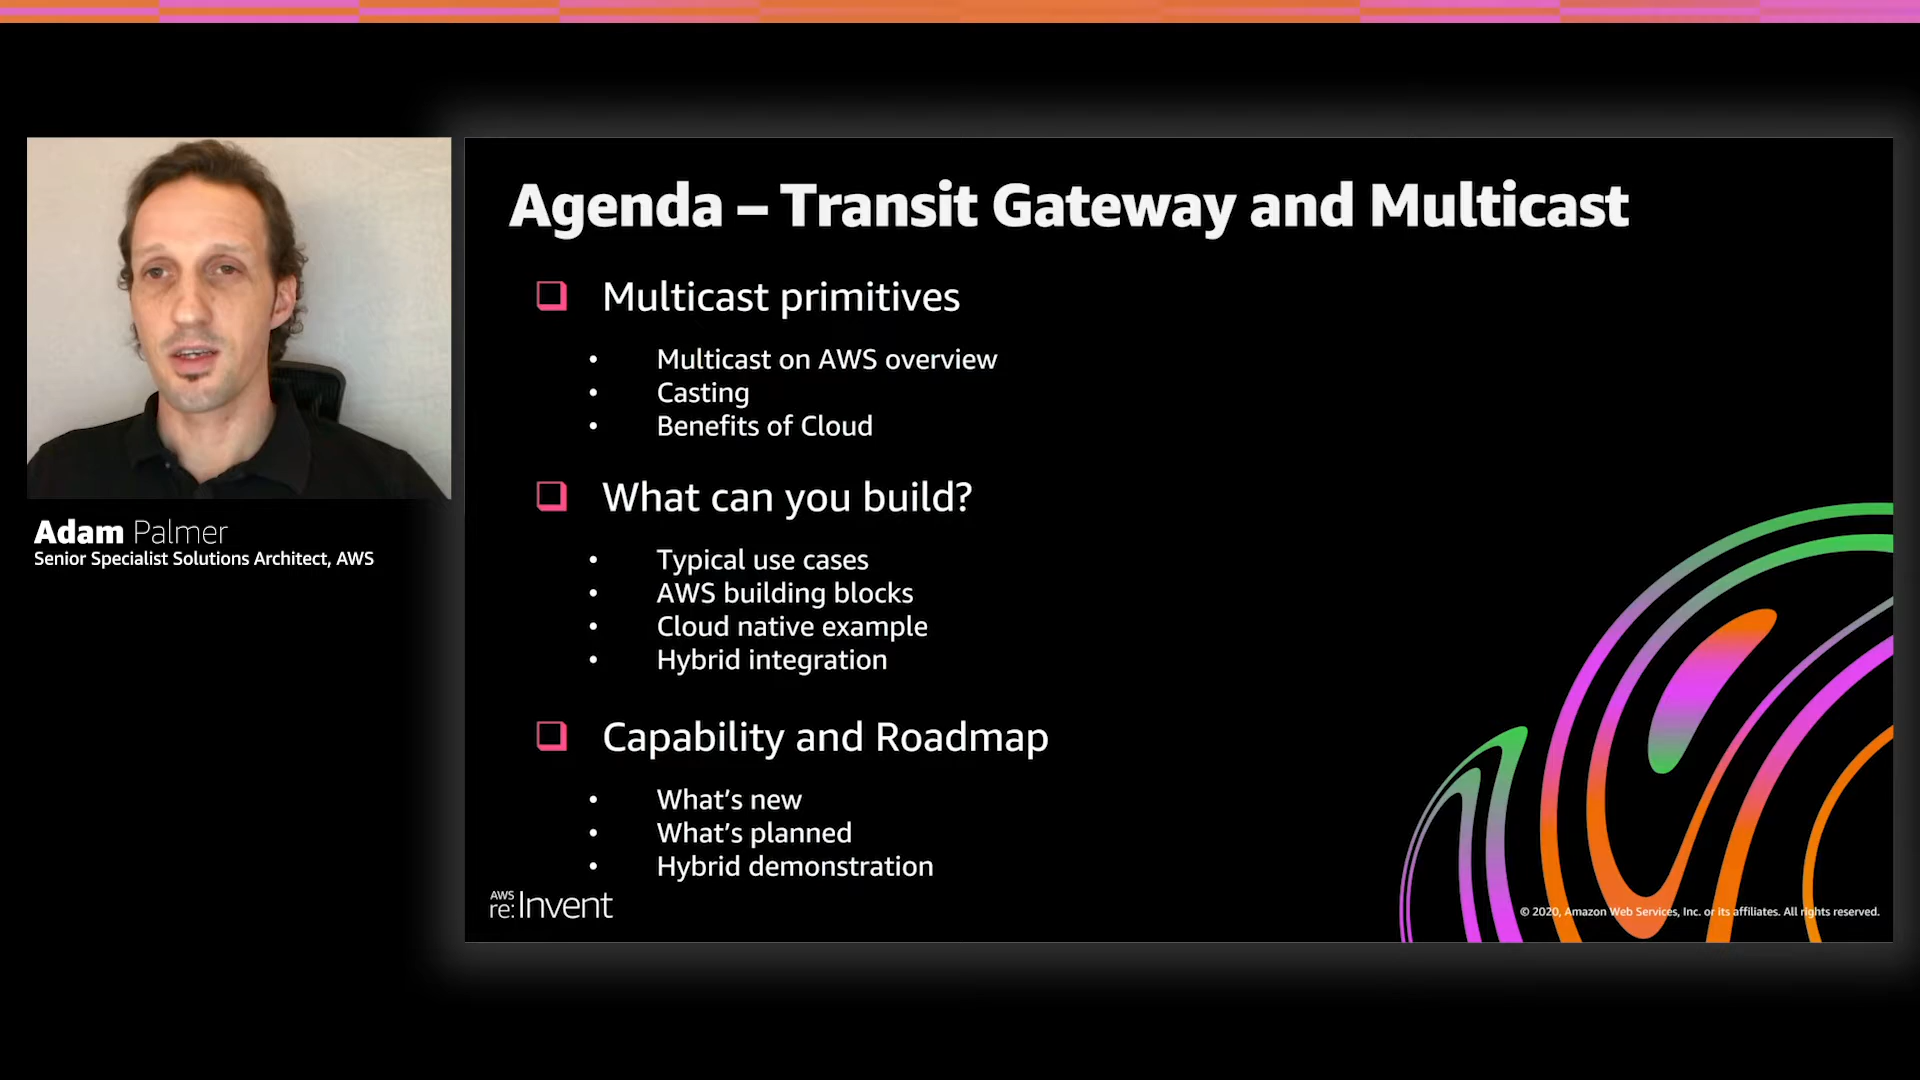 Agenda – Transit Gateway and Multicast
❑ Multicast primitives
• Multicast on AWS overview
• Casting
• Benefits of Cloud
❑ What can you build?
• Typical use cases
• AWS building blocks
• Cloud native example
• Hybrid integration
❑ Capability and Roadmap
• What’s new
• What’s planned
• Hybrid demonstration
AWS
re:Invent
© 2020, Amazon Web Services, Inc. or its affiliates. All rights reserved.
Adam Palmer
Senior Specialist Solutions Architect, AWS